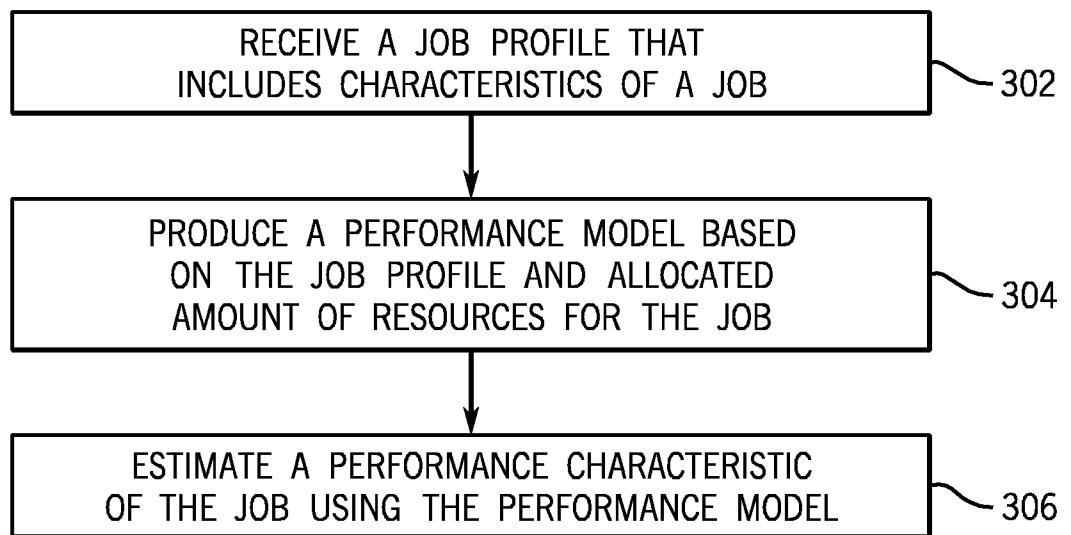 RECEIVE A JOB PROFILE THAT
INCLUDES CHARACTERISTICS OF A JOB
302
PRODUCE A PERFORMANCE MODEL BASED
ON THE JOB PROFILE AND ALLOCATED
AMOUNT OF RESOURCES FOR THE JOB
304
ESTIMATE A PERFORMANCE CHARACTERISTIC
OF THE JOB USING THE PERFORMANCE MODEL
306